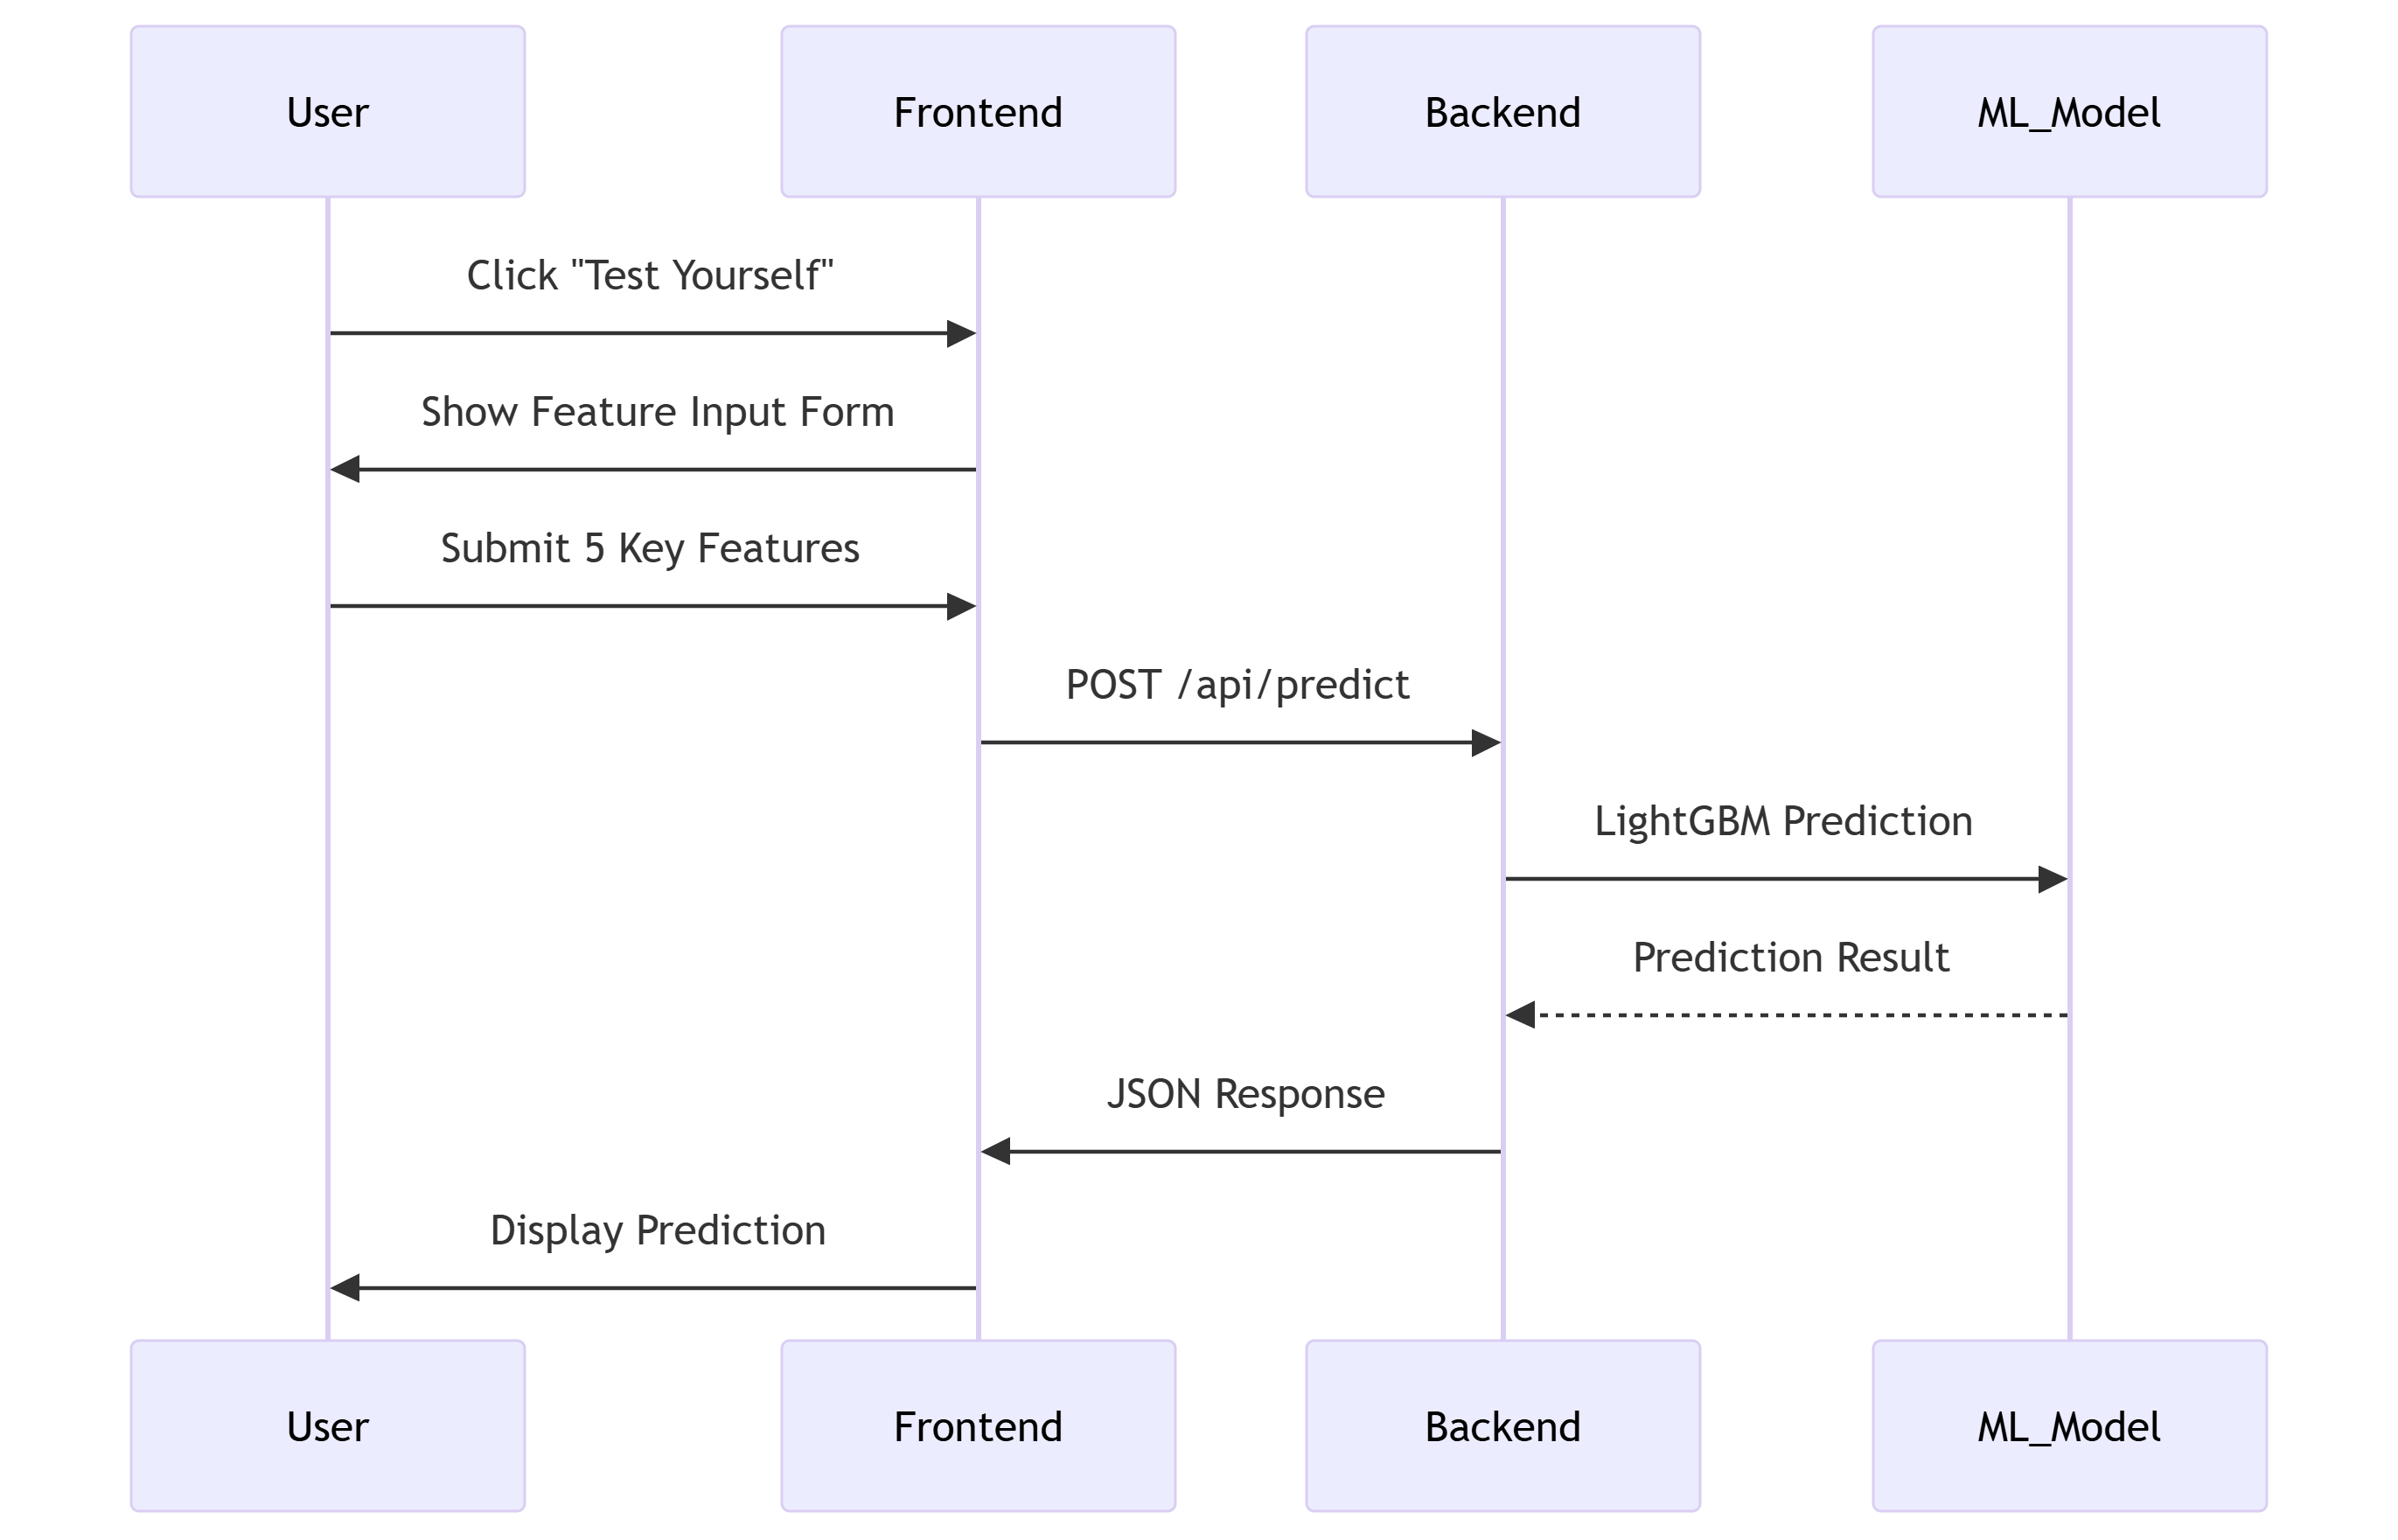 User
Frontend
Backend
ML_Model
Click "Test Yourself"
Show Feature Input Form
Submit 5 Key Features
POST /api/predict
LightGBM Prediction
Prediction Result
JSON Response
Display Prediction
User
Frontend
Backend
ML_Model